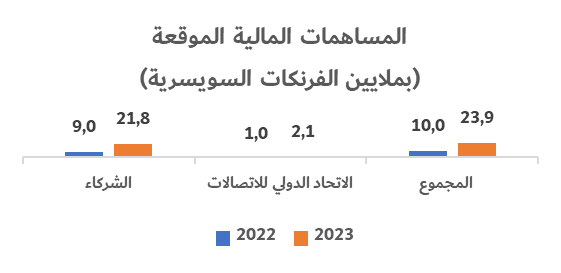 المساهمات المالية الموقعة
(بملايين الفرنكات السويسرية)
9,0 21,8 1,0 2,1 10,0 23,9
الشركاء الاتحاد الدولي للاتصالات المجموع
2022 2023